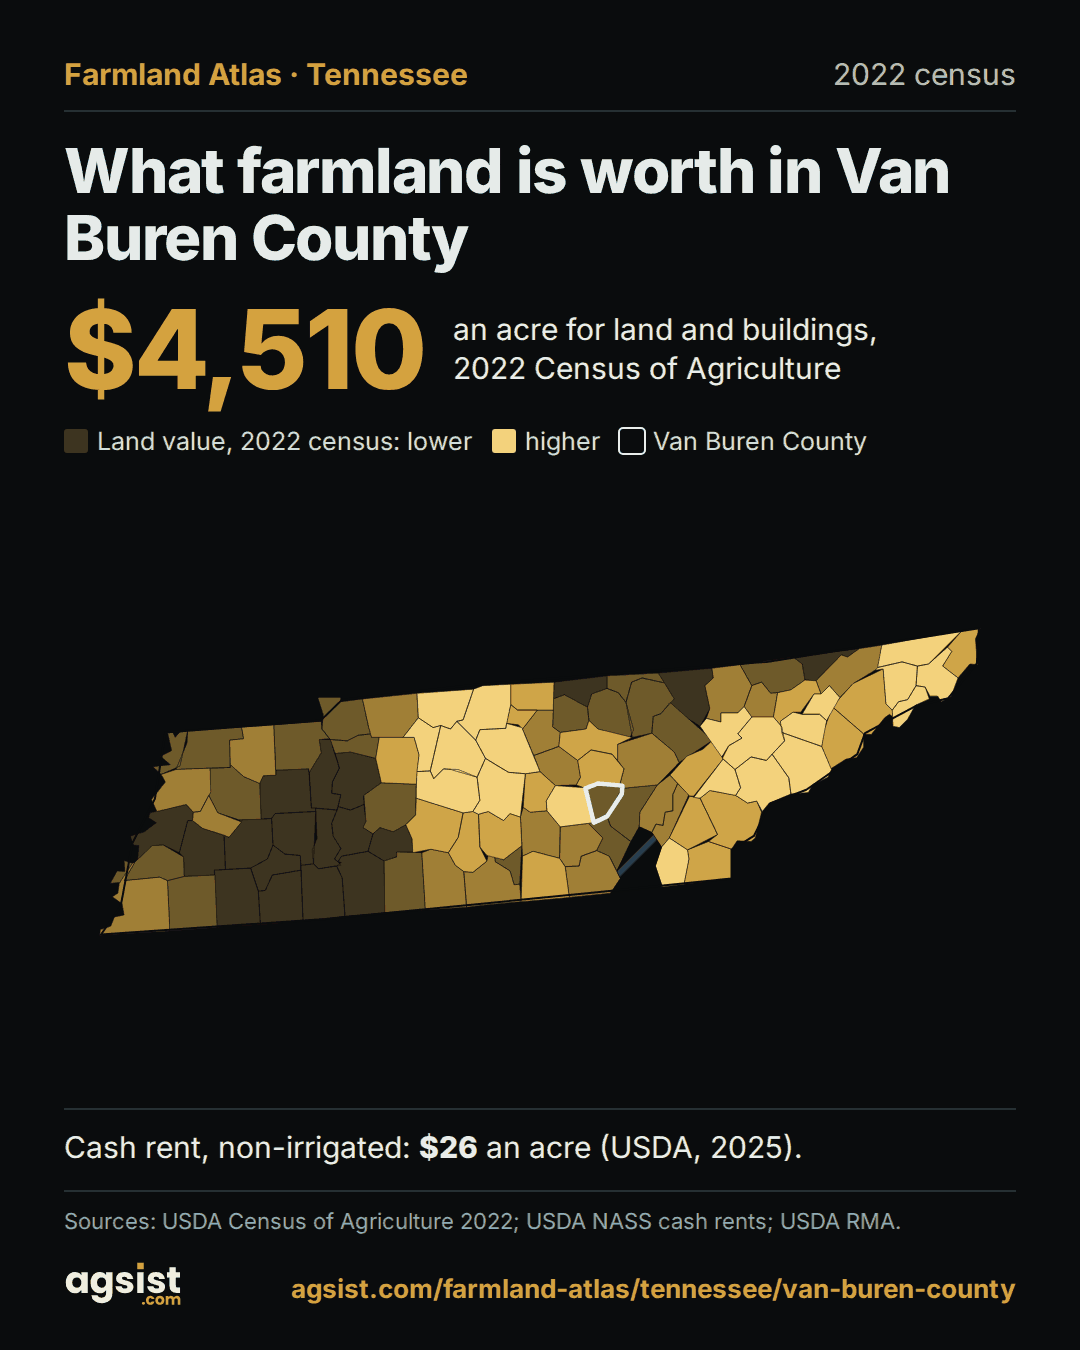 Farmland Atlas · Tennessee
2022 census
What farmland is worth in Van
Buren County
$4,510
an acre for land and buildings,
2022 Census of Agriculture
Land value, 2022 census: lower
higher
Van Buren County
Cash rent, non-irrigated: $26 an acre (USDA, 2025).
Sources: USDA Census of Agriculture 2022; USDA NASS cash rents; USDA RMA.
agsist
.com
agsist.com/farmland-atlas/tennessee/van-buren-county